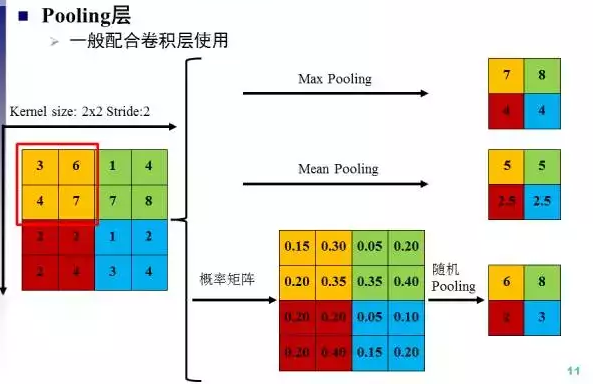 Pooling层
一般配合卷积层使用
Kernel size: 2x2 Stride:2
3 6 1 4
4 7 7 8
2 2 1 2
2 4 3 4
Max Pooling
7 8
4 4
Mean Pooling
5 5
2.5 2.5
概率矩阵
0.15 0.30 0.05 0.20
0.20 0.35 0.35 0.40
0.20 0.20 0.05 0.10
0.20 0.40 0.15 0.20
随机
Pooling
6 8
2 3
11